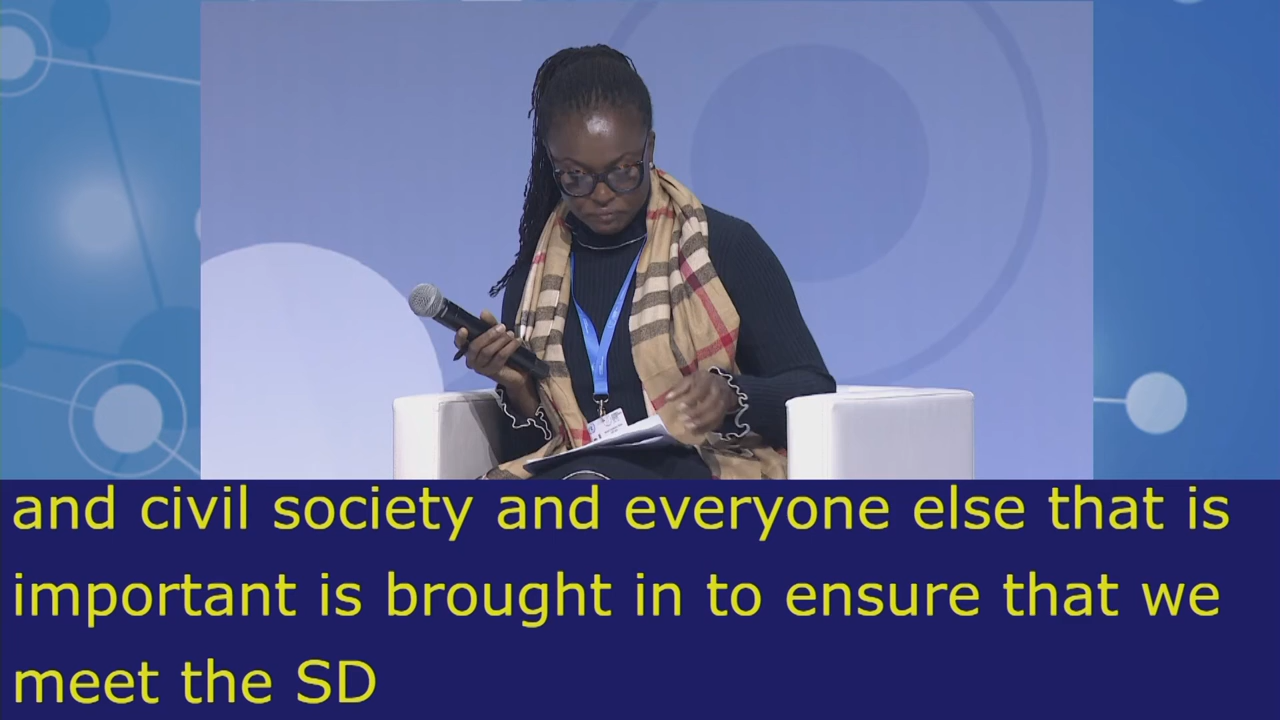 and civil society and everyone else that is
important is brought in to ensure that we
meet the SD